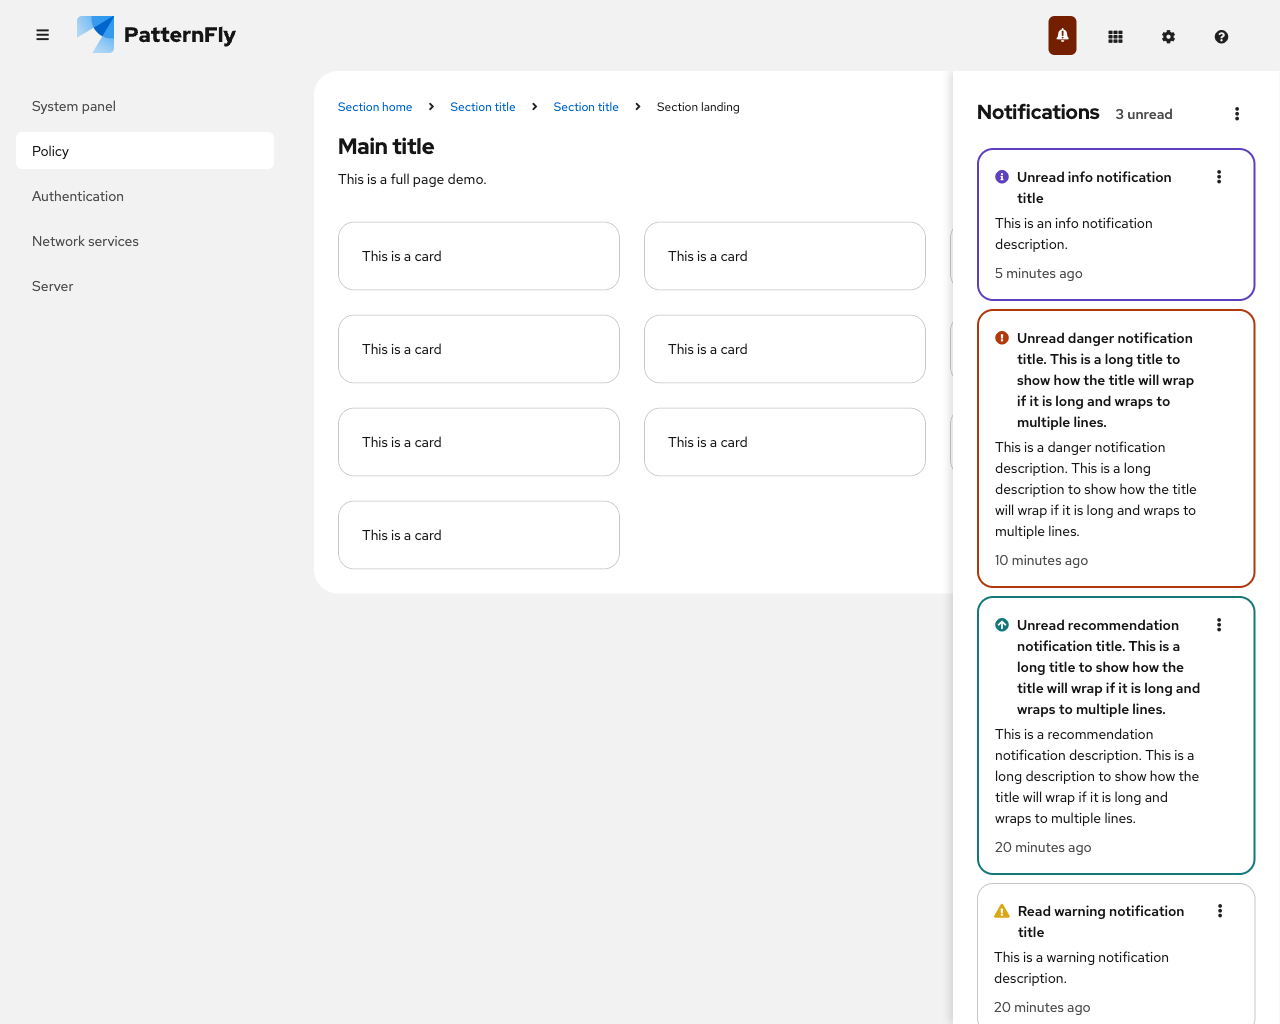 PatternFly
System panel
Policy
Authentication
Network services
Server
Section home
Section title
Section title
Section landing
Main title
This is a full page demo.
This is a card
This is a card
This is a card
This is a card
This is a card
This is a card
This is a card
Notifications
3 unread
Unread info notification
title
This is an info notification
description.
5 minutes ago
Unread danger notification
title. This is a long title to
show how the title will wrap
if it is long and wraps to
multiple lines.
This is a danger notification
description. This is a long
description to show how the title
will wrap if it is long and wraps to
multiple lines.
10 minutes ago
Unread recommendation
notification title. This is a
long title to show how the
title will wrap if it is long and
wraps to multiple lines.
This is a recommendation
notification description. This is a
long description to show how the
title will wrap if it is long and
wraps to multiple lines.
20 minutes ago
Read warning notification
title
This is a warning notification
description.
20 minutes ago